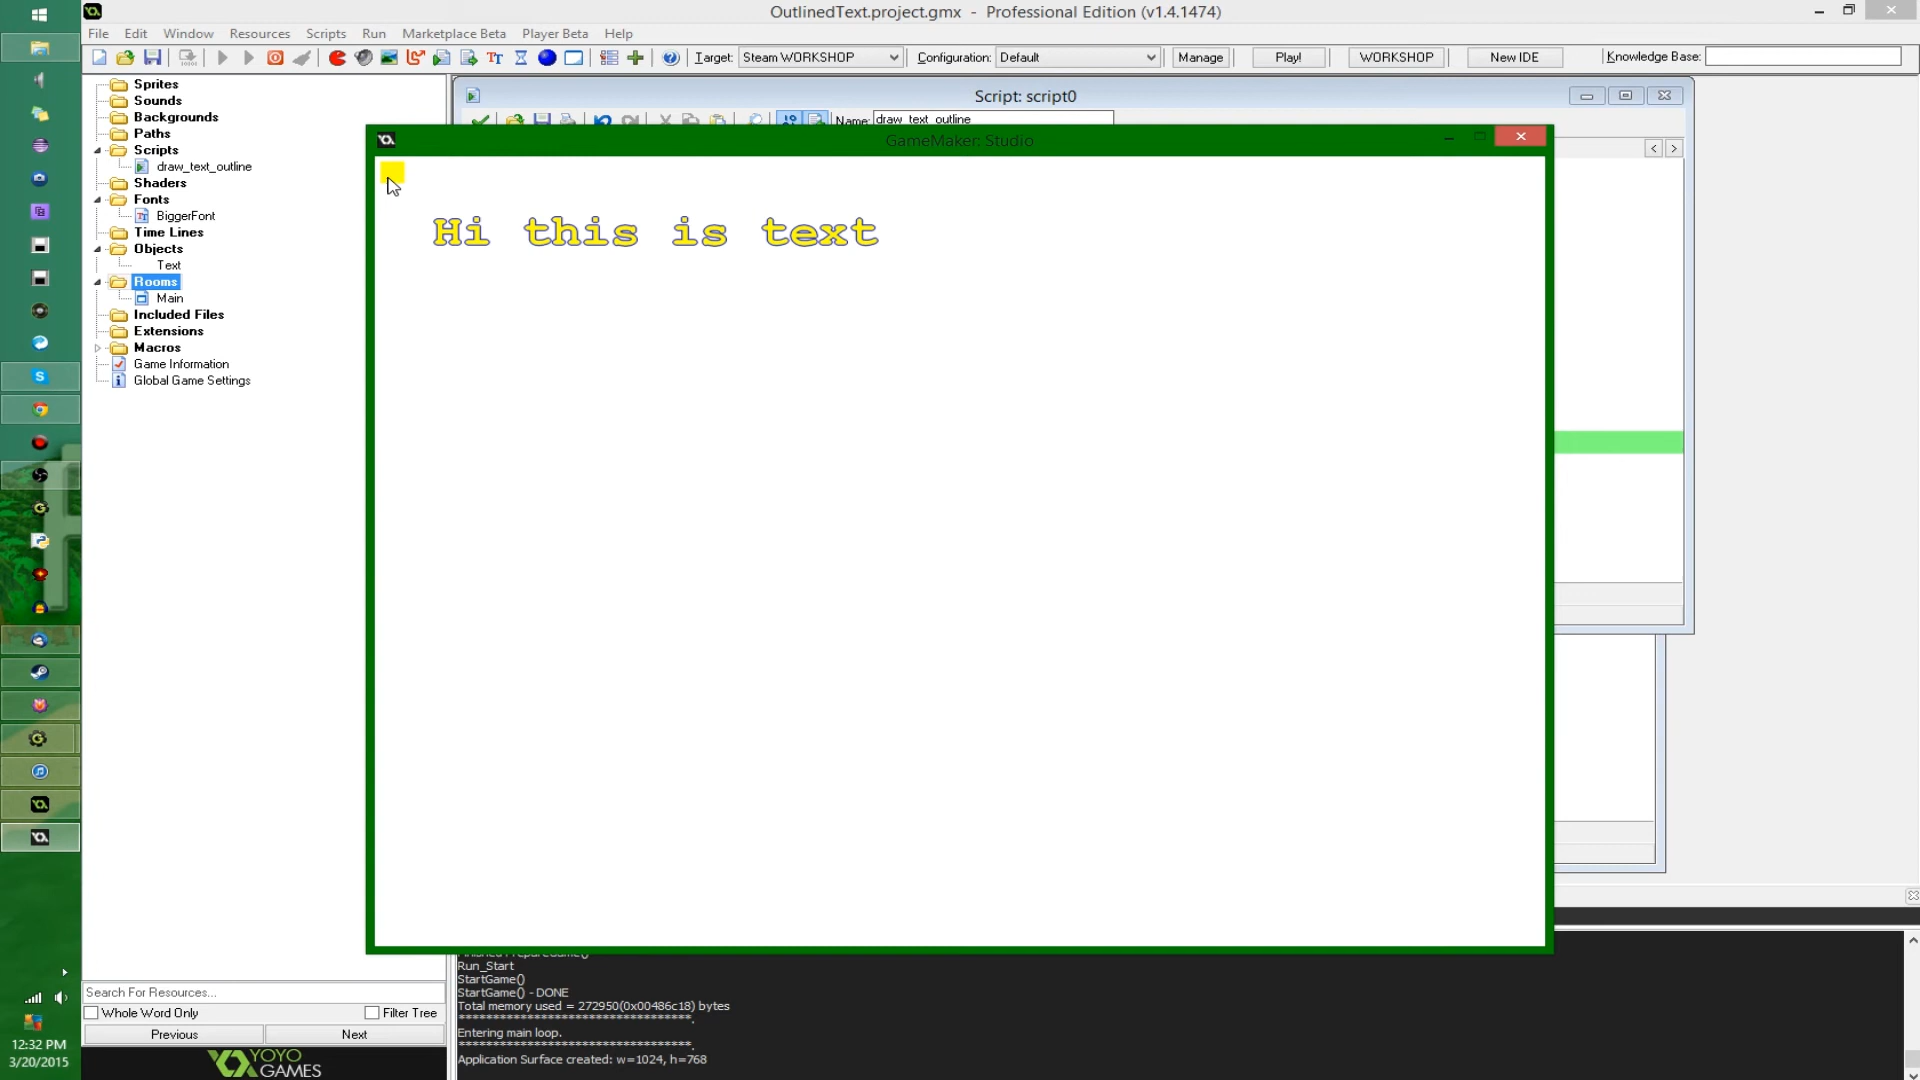 OutlinedText.project.gmx - Professional Edition (v1.4.1474)
File Edit Window Resources Scripts Run Marketplace Beta Player Beta Help
Target: Steam WORKSHOP Configuration: Default Manage Play! WORKSHOP New IDE Knowledge Base:
Sprites
Sounds
Backgrounds
Paths
Scripts
draw_text_outline
Shaders
Fonts
BiggerFont
Time Lines
Objects
Text
Rooms
Main
Included Files
Extensions
Macros
Game Information
Global Game Settings
Script: script0
Name: draw_text_outline
GameMaker: Studio
Hi this is text
Run_Start
StartGame()
StartGame() - DONE
Total memory used = 272950(0x00486c18) bytes
***********************************.
Entering main loop.
***********************************.
Application Surface created: w=1024, h=768
Search For Resources...
Whole Word Only Filter Tree
Previous Next
YOYO
GAMES
12:32 PM
3/20/2015